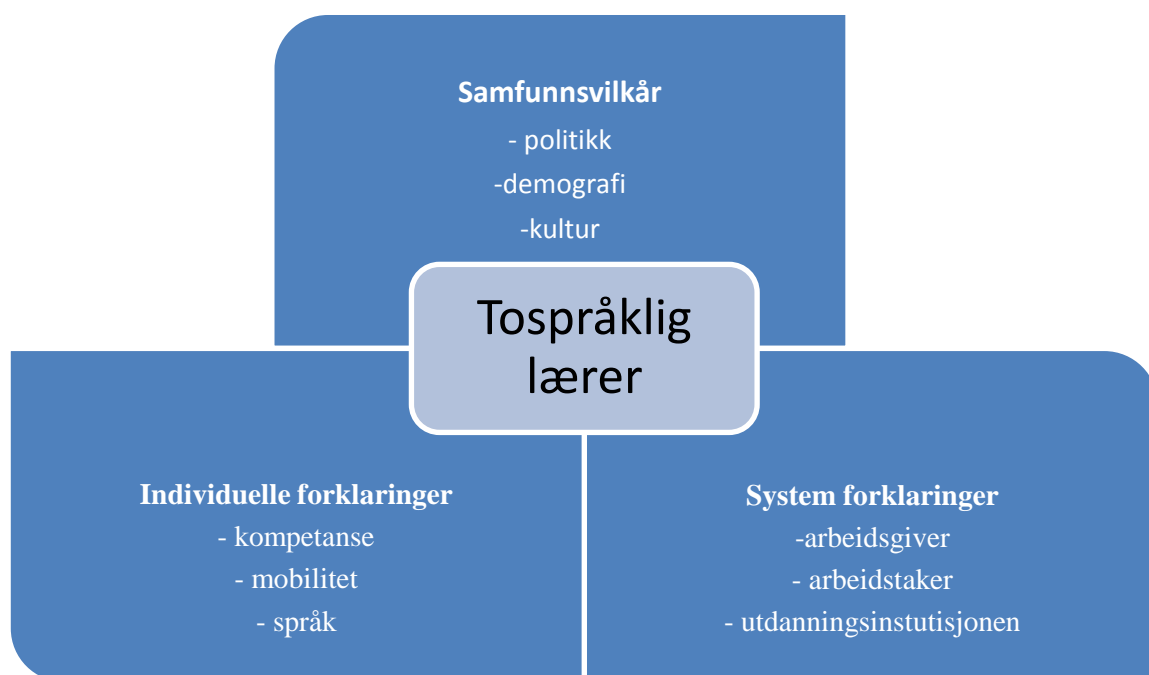 Samfunnsvilkår
- politikk
-demografi
-kultur
Tospråklig
lærer
Individuelle forklaringer
- kompetanse
- mobilitet
- språk
System forklaringer
-arbeidsgiver
- arbeidstaker
- utdanningsinstutisjonen